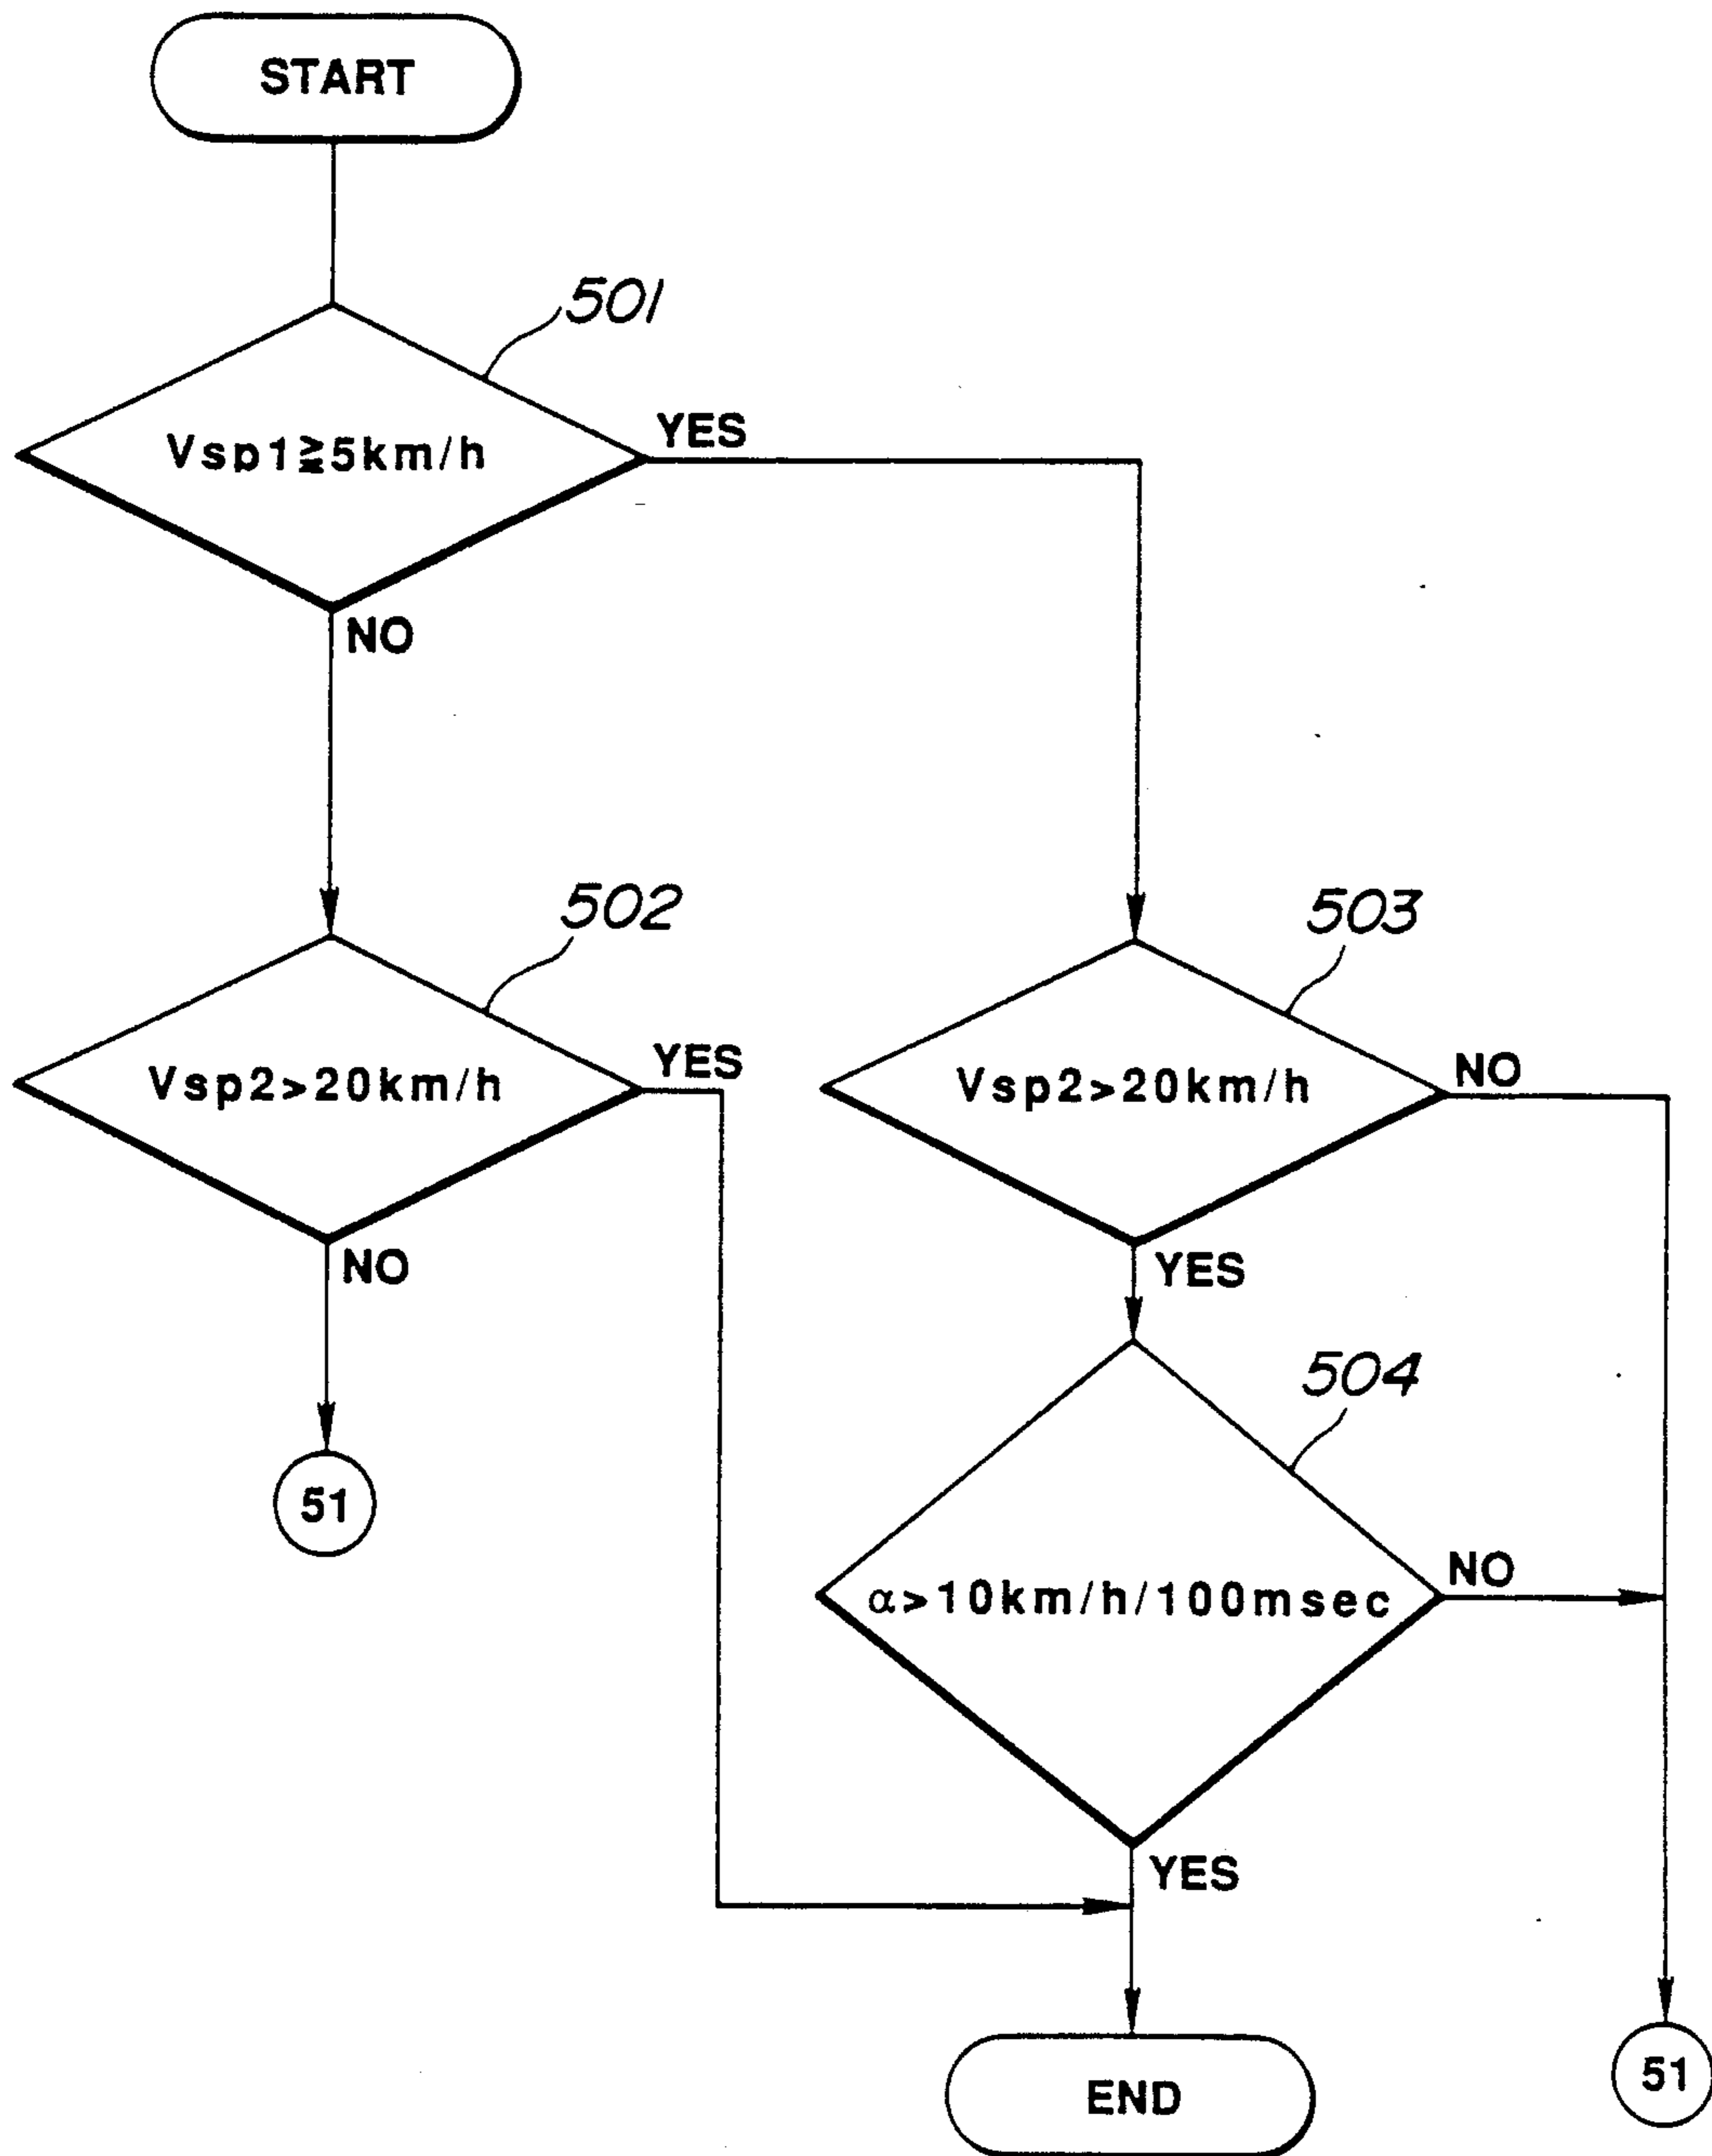 START
501
Vsp1≧5km/h
YES
NO
502
503
Vsp2>20km/h
YES
Vsp2>20km/h
NO
NO
YES
504
51
α>10km/h/100msec
NO
YES
END
51